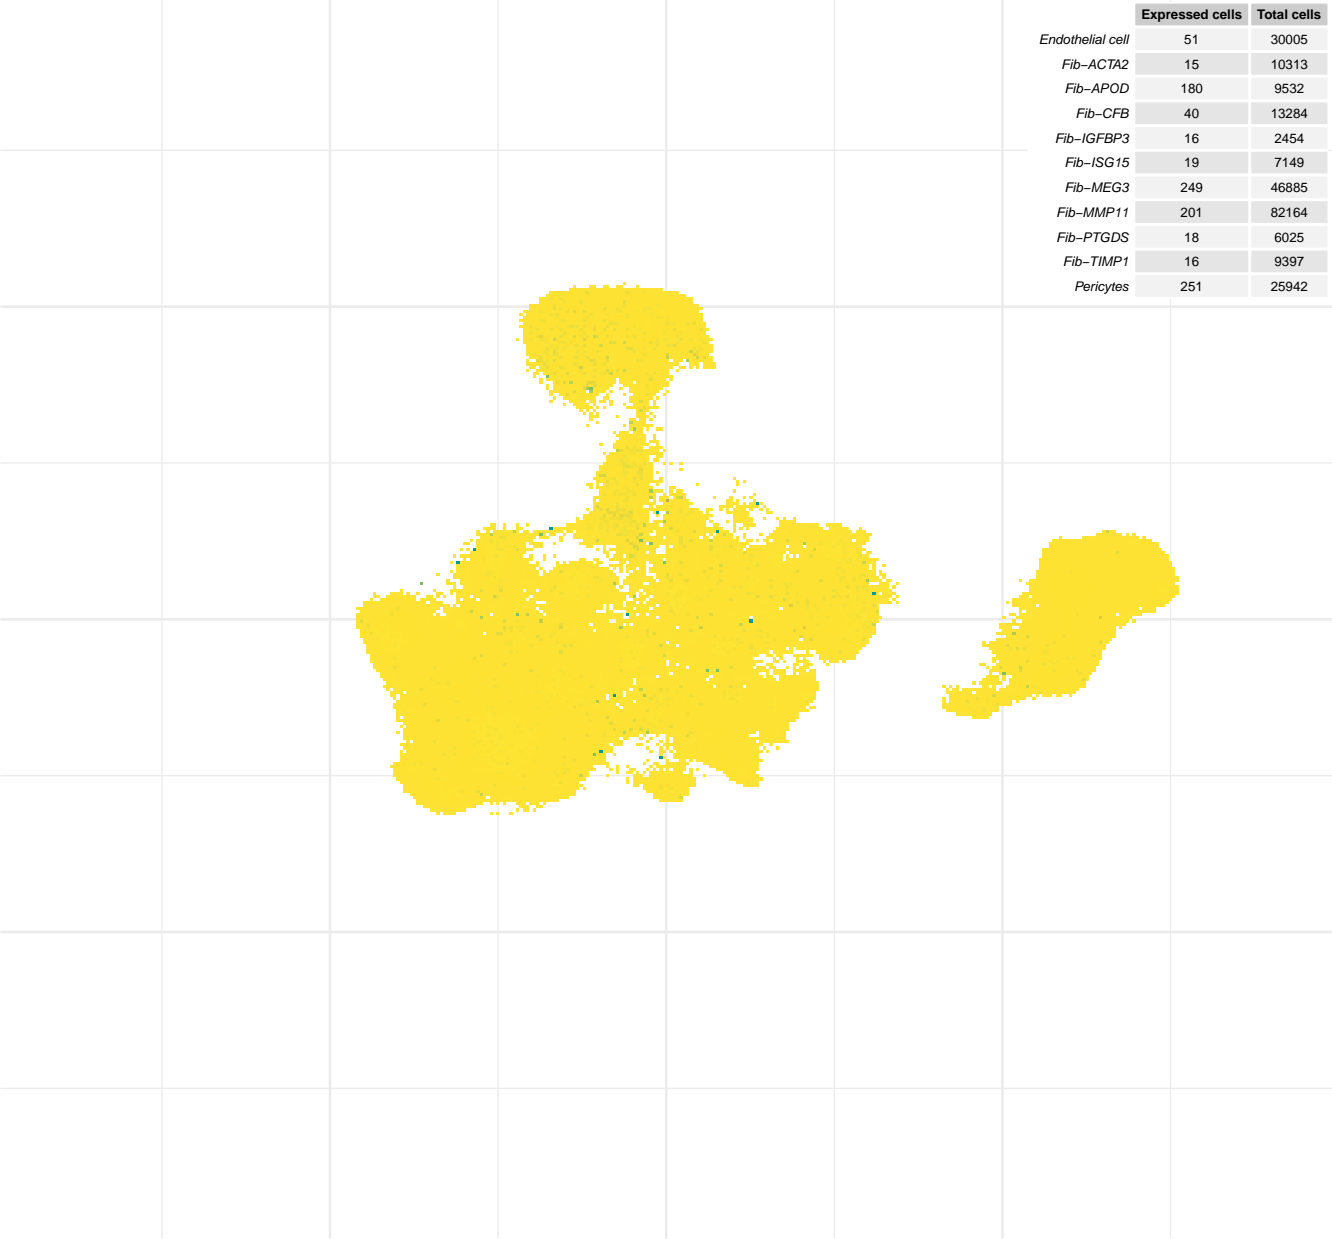 Expressed cells Total cells
Endothelial cell 51 30005
Fib−ACTA2 15 10313
Fib−APOD 180 9532
Fib−CFB 40 13284
Fib−IGFBP3 16 2454
Fib−ISG15 19 7149
Fib−MEG3 249 46885
Fib−MMP11 201 82164
Fib−PTGDS 18 6025
Fib−TIMP1 16 9397
Pericytes 251 25942